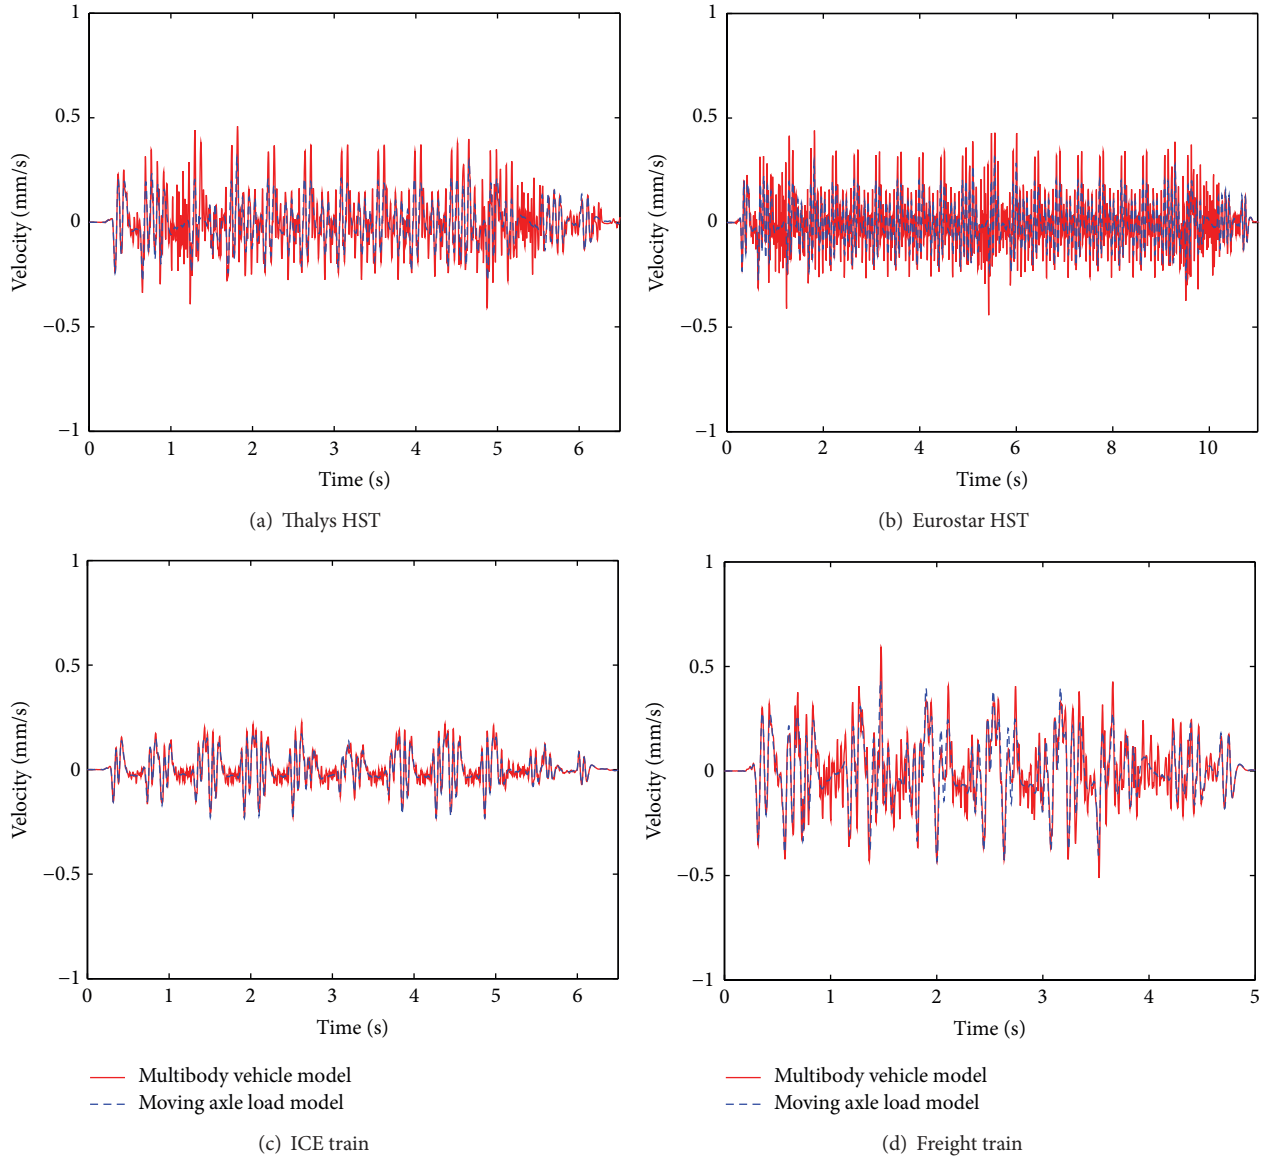 1
0.5
0
−0.5
−1
Velocity (mm/s)
0 1 2 3 4 5 6
Time (s)
(a) Thalys HST
1
0.5
0
−0.5
−1
Velocity (mm/s)
0 2 4 6 8 10
Time (s)
(b) Eurostar HST
1
0.5
0
−0.5
−1
Velocity (mm/s)
0 1 2 3 4 5 6
Time (s)
Multibody vehicle model
Moving axle load model
(c) ICE train
1
0.5
0
−0.5
−1
Velocity (mm/s)
0 1 2 3 4 5
Time (s)
Multibody vehicle model
Moving axle load model
(d) Freight train